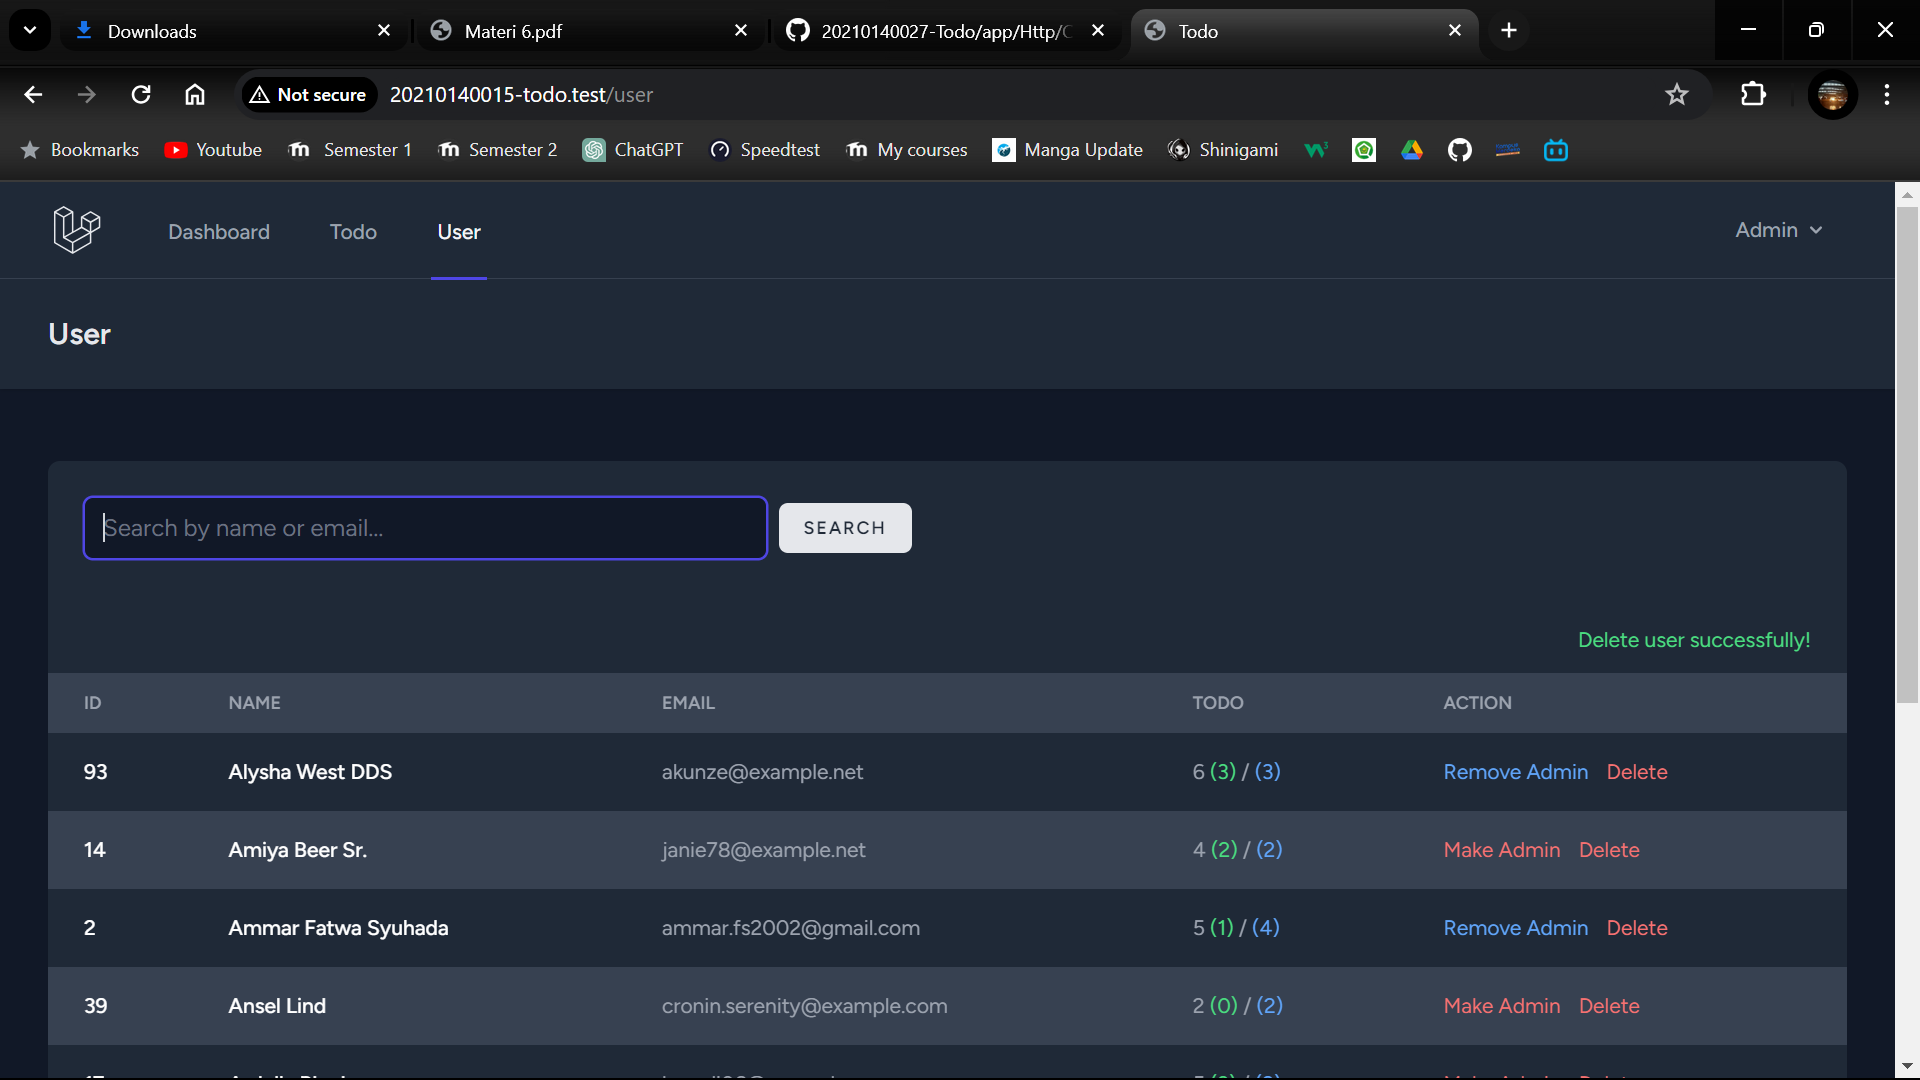 Downloads
Materi 6.pdf
20210140027-Todo/app/Http/C
Todo
Not secure
20210140015-todo.test/user
Bookmarks
Youtube
Semester 1
Semester 2
ChatGPT
Speedtest
My courses
Manga Update
Shinigami
Dashboard
Todo
User
Admin
User
Search by name or email...
SEARCH
Delete user successfully!
ID NAME EMAIL TODO ACTION
93 Alysha West DDS akunze@example.net 6 (3) / (3) Remove Admin Delete
14 Amiya Beer Sr. janie78@example.net 4 (2) / (2) Make Admin Delete
2 Ammar Fatwa Syuhada ammar.fs2002@gmail.com 5 (1) / (4) Remove Admin Delete
39 Ansel Lind cronin.serenity@example.com 2 (0) / (2) Make Admin Delete